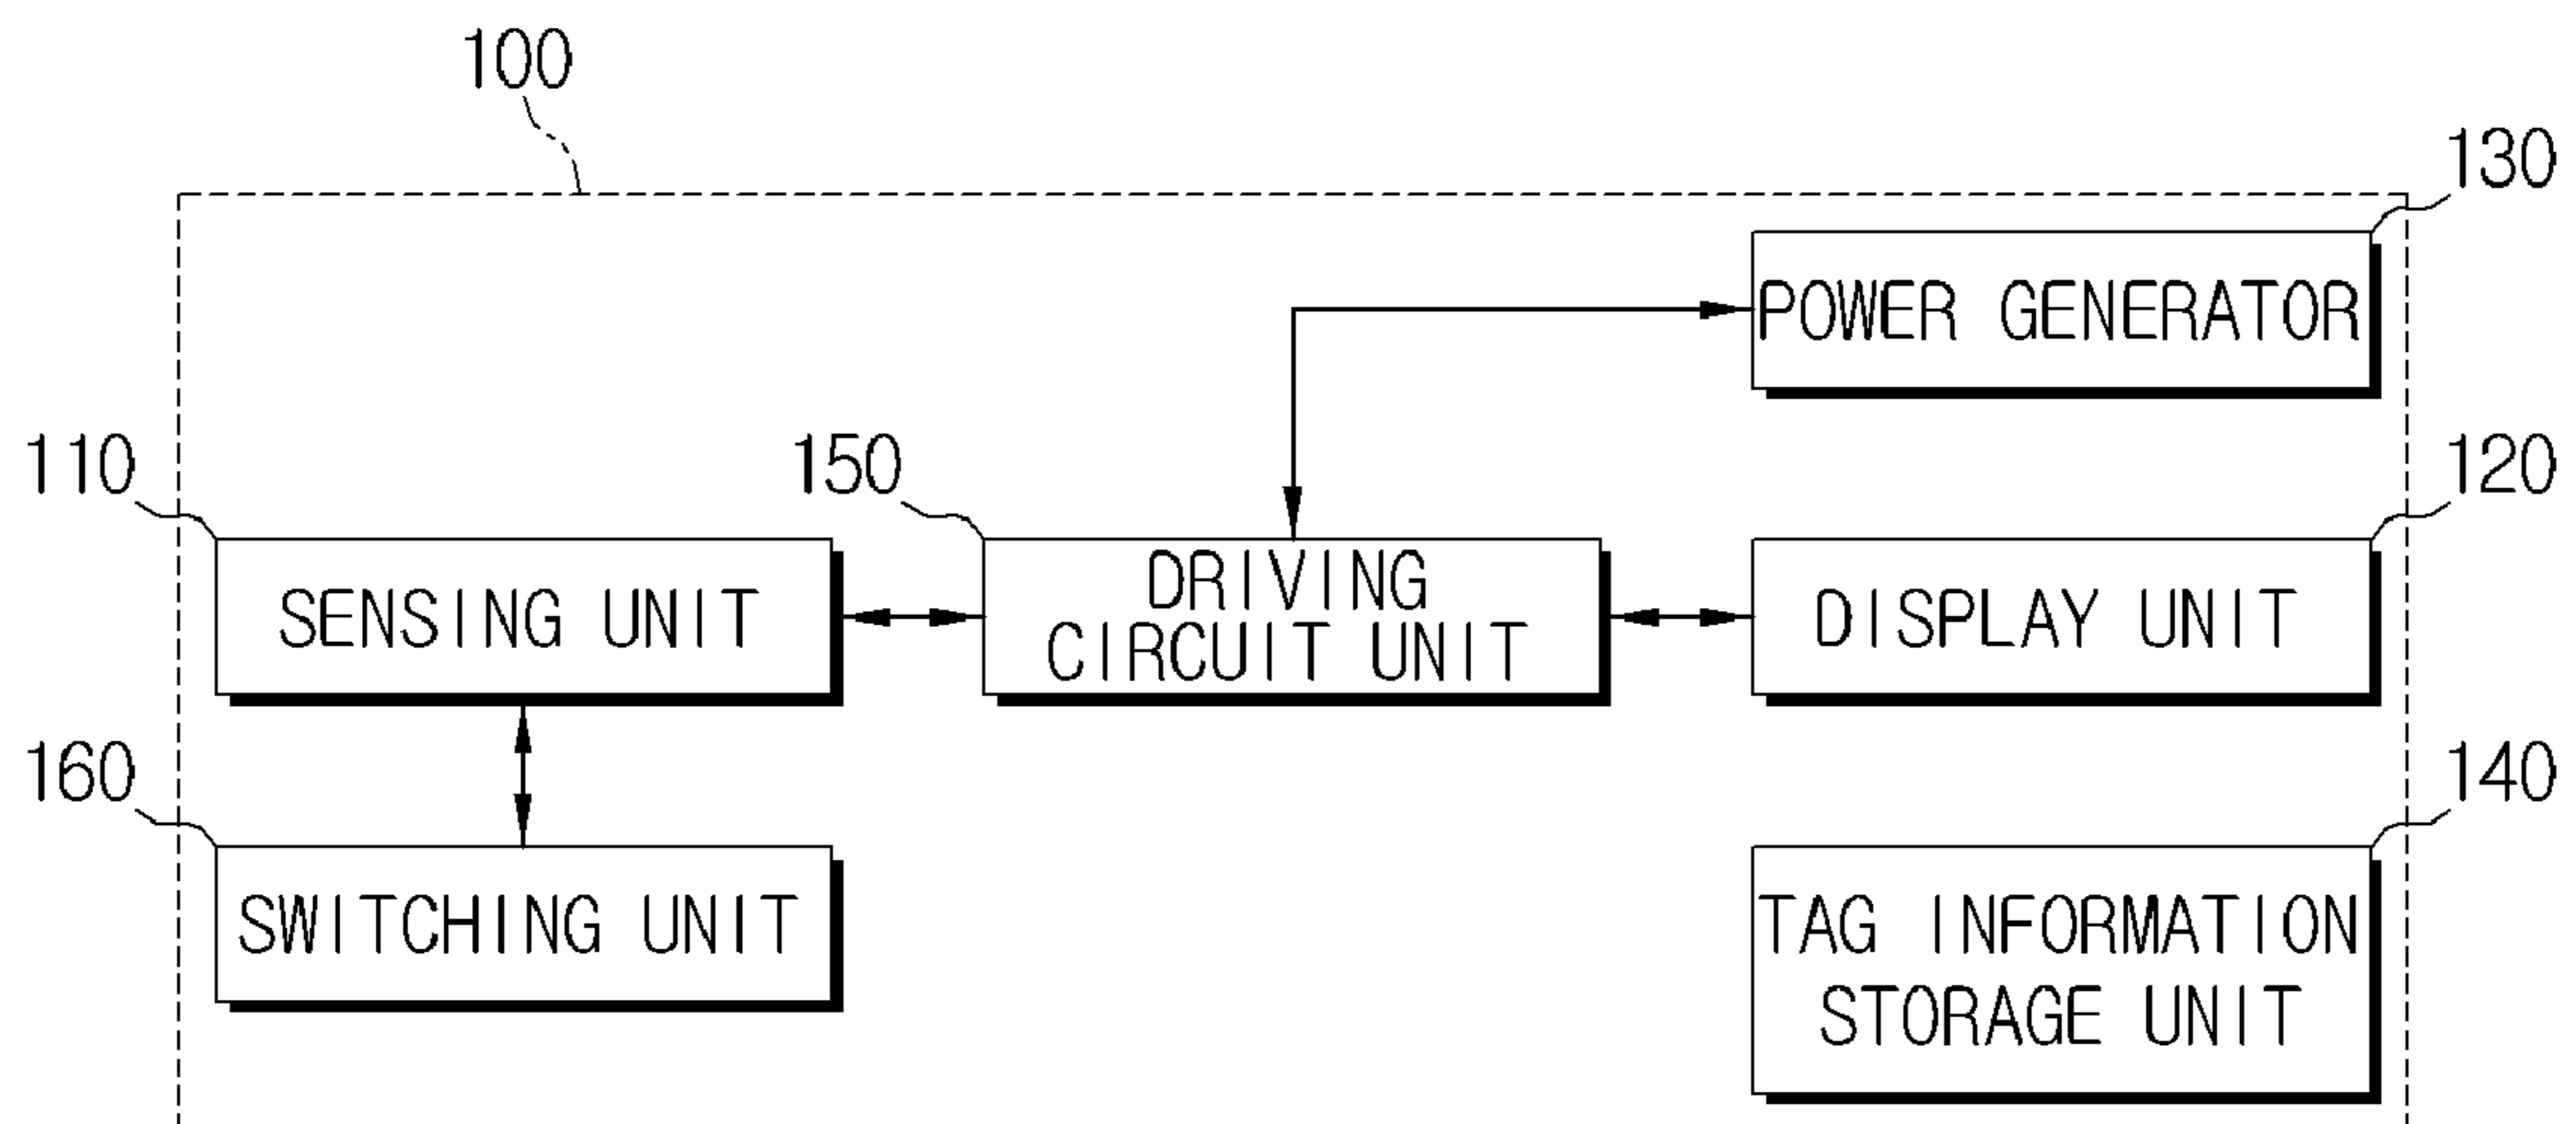 100
130
POWER GENERATOR
110
150
120
SENSING UNIT
DRIVING
CIRCUIT UNIT
DISPLAY UNIT
160
140
SWITCHING UNIT
TAG INFORMATION
STORAGE UNIT